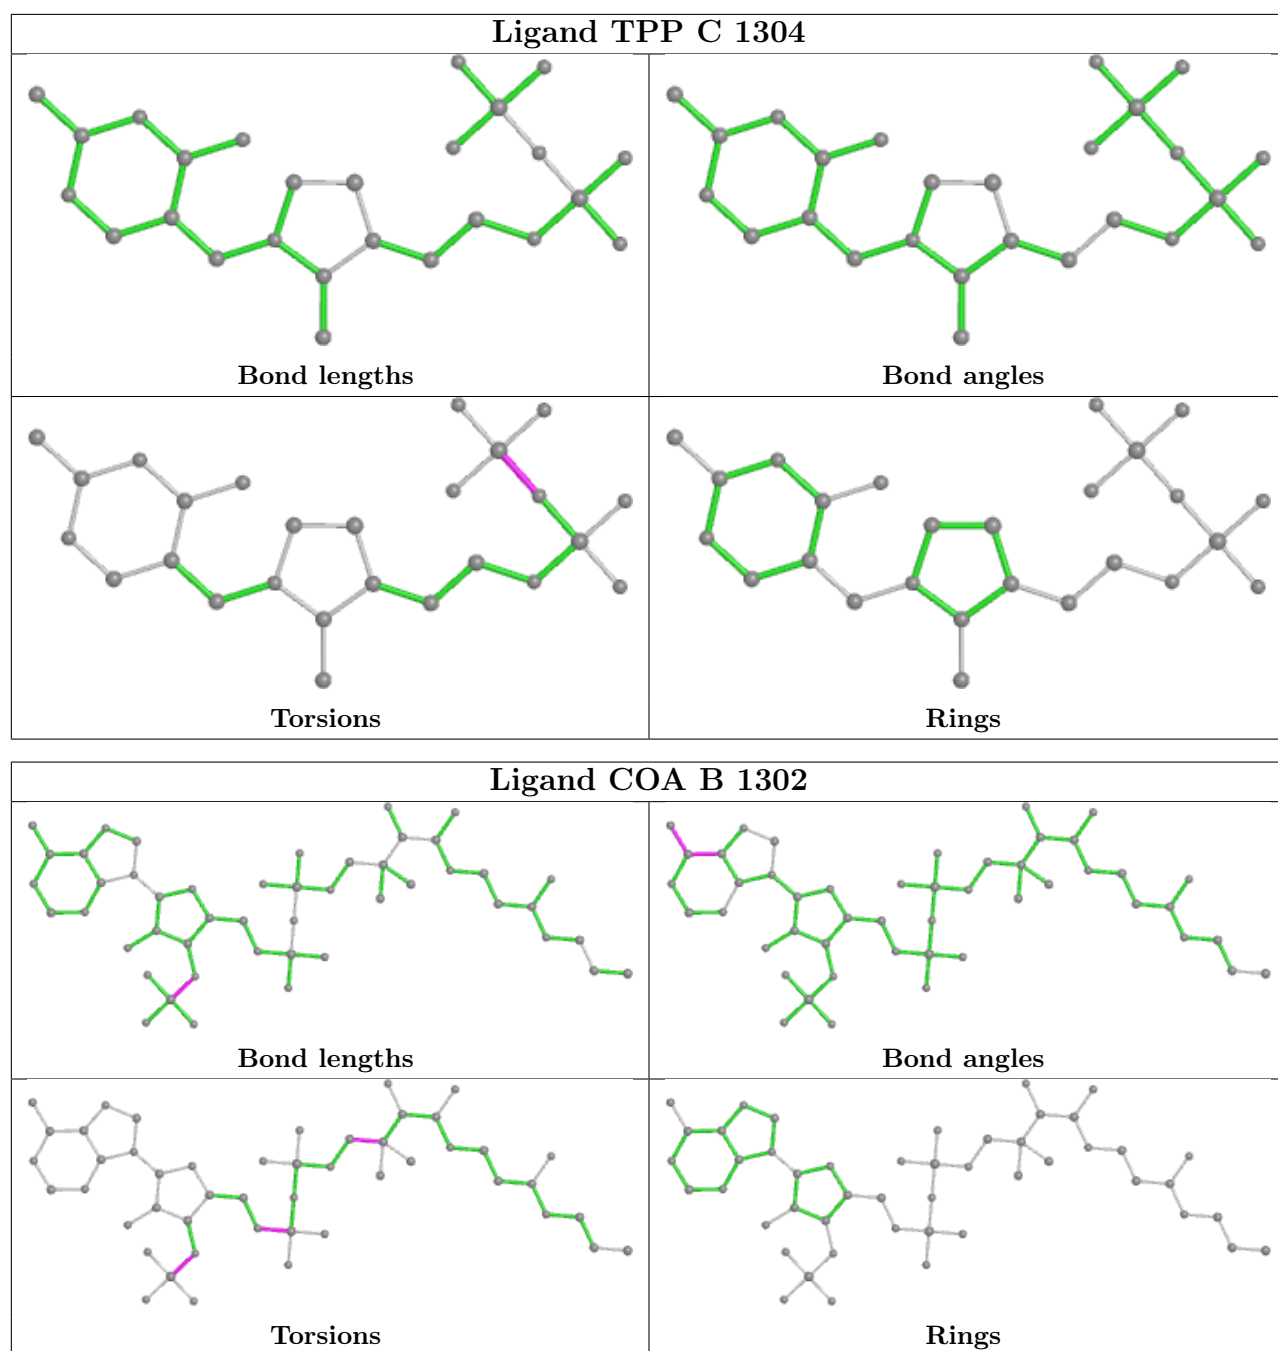 Ligand TPP C 1304
Bond lengths
Bond angles
Torsions
Rings
Ligand COA B 1302
Bond lengths
Bond angles
Torsions
Rings